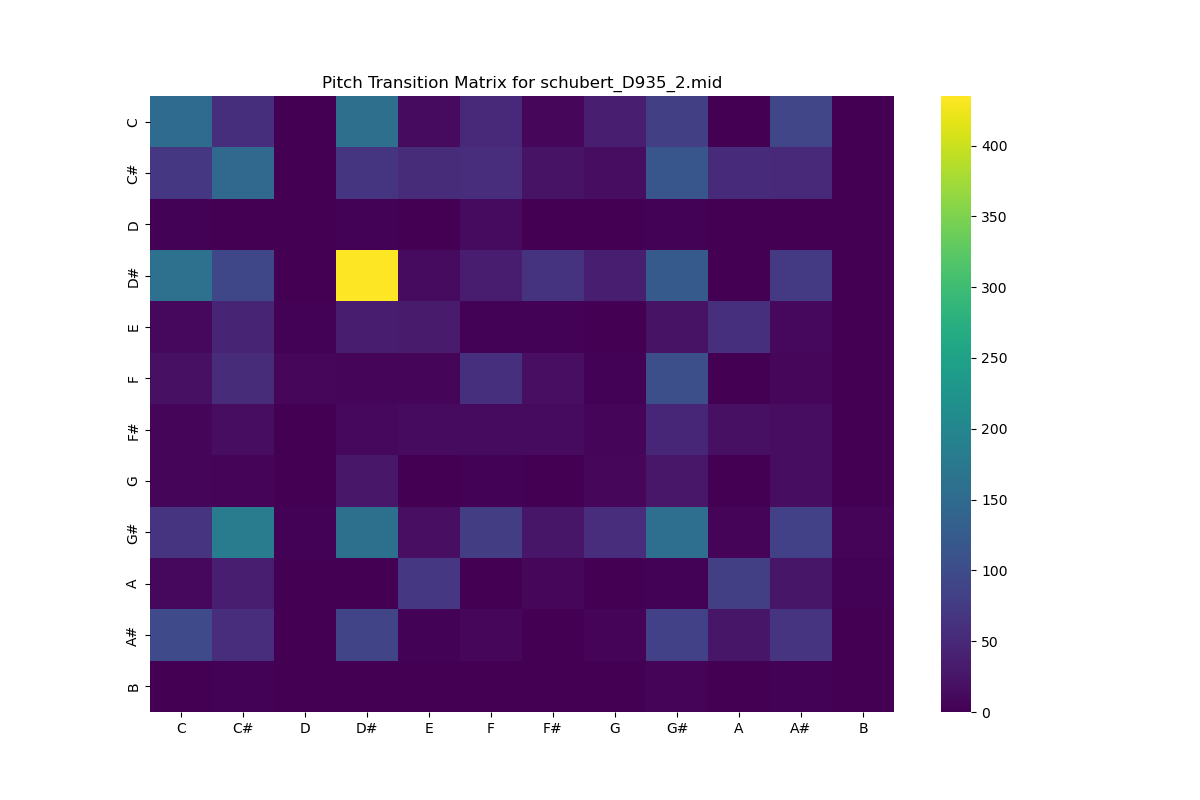 Pitch Transition Matrix for schubert_D935_2.mid
C
C#
D
D#
E
F
F#
G
G#
A
A#
B
C C# D D# E F F# G G# A A# B
400
350
300
250
200
150
100
50
0